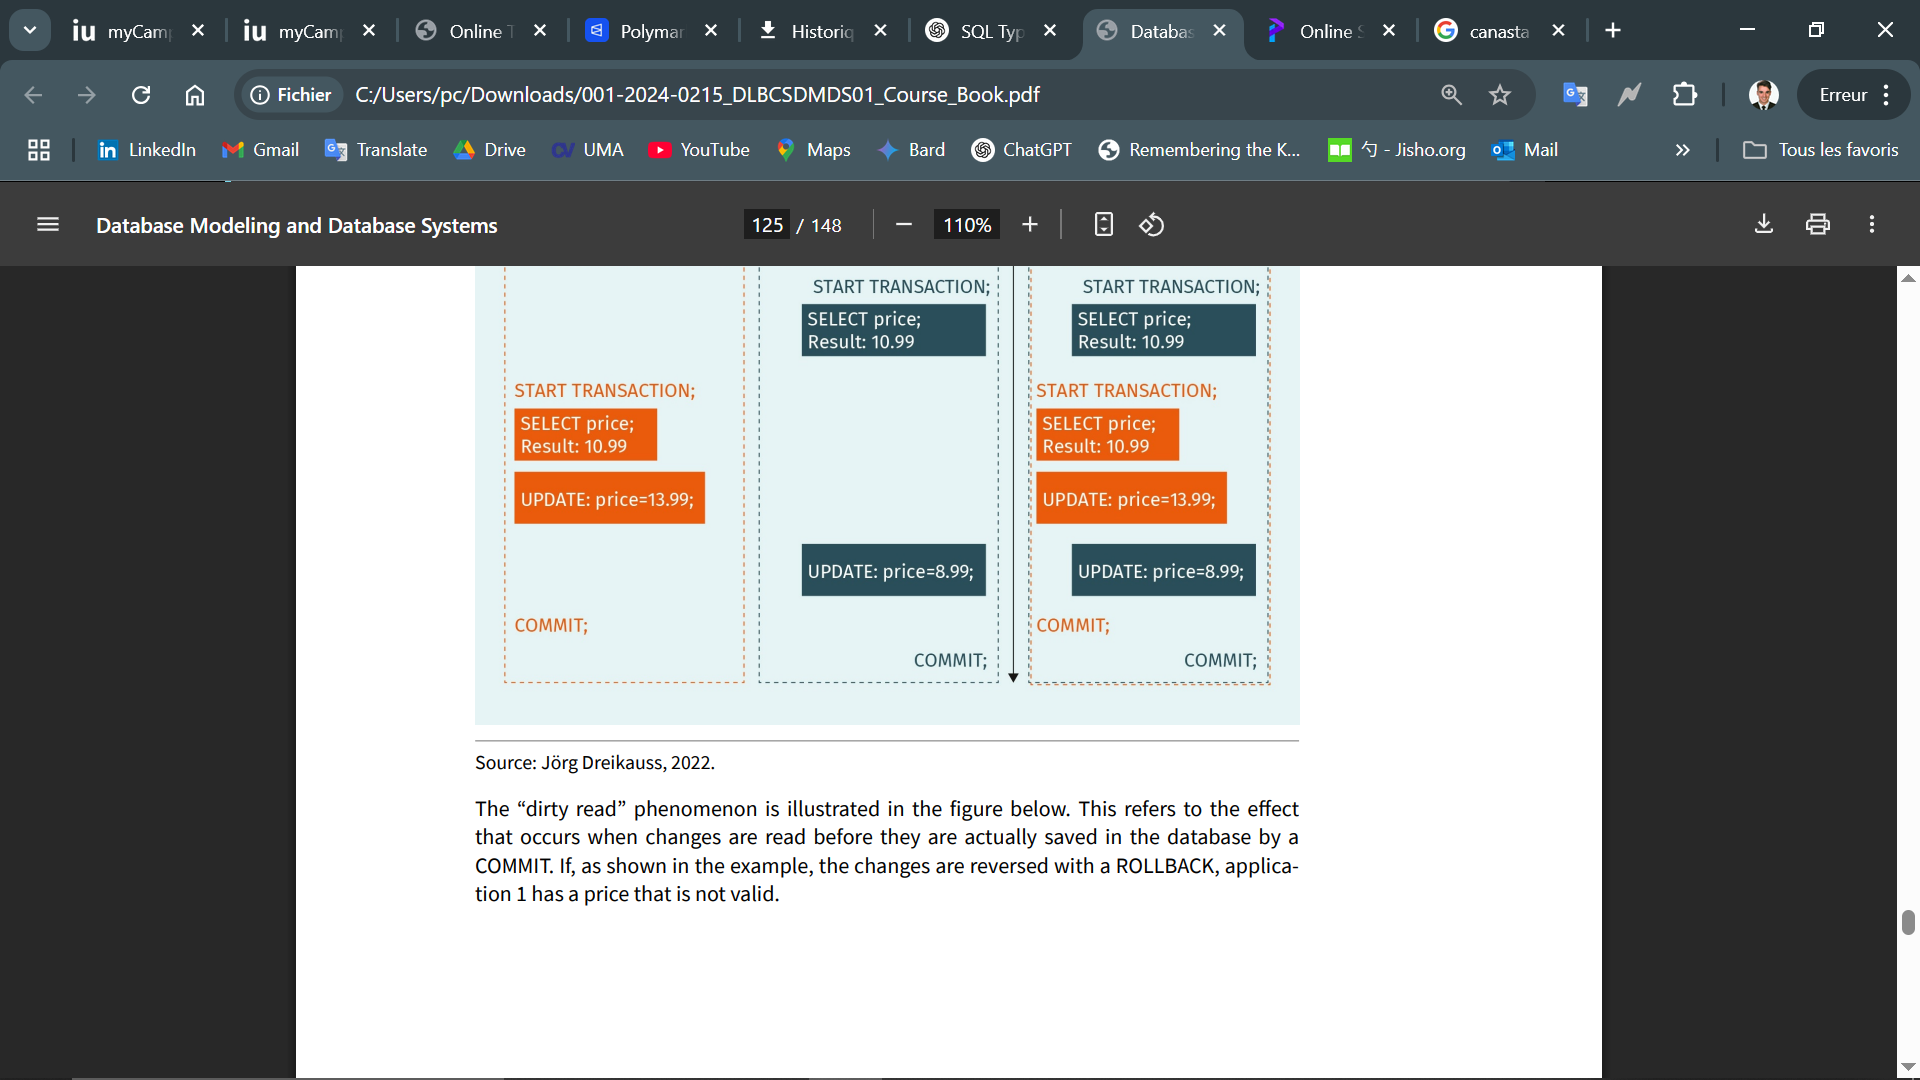 myCam
myCam
Online T
Polymar
Historiq
SQL Typ
Databas
Online S
canasta
Fichier
C:/Users/pc/Downloads/001-2024-0215_DLBCSDMDS01_Course_Book.pdf
Erreur
LinkedIn
Gmail
Translate
Drive
UMA
YouTube
Maps
Bard
ChatGPT
Remembering the K...
勹 - Jisho.org
Mail
Tous les favoris
Database Modeling and Database Systems
125 / 148
110%
START TRANSACTION; START TRANSACTION;
SELECT price; SELECT price;
Result: 10.99 Result: 10.99
START TRANSACTION; START TRANSACTION;
SELECT price; SELECT price;
Result: 10.99 Result: 10.99
UPDATE: price=13.99; UPDATE: price=13.99;
UPDATE: price=8.99; UPDATE: price=8.99;
COMMIT; COMMIT;
COMMIT; COMMIT;
Source: Jörg Dreikauss, 2022.
The “dirty read” phenomenon is illustrated in the figure below. This refers to the effect
that occurs when changes are read before they are actually saved in the database by a
COMMIT. If, as shown in the example, the changes are reversed with a ROLLBACK, applica-
tion 1 has a price that is not valid.